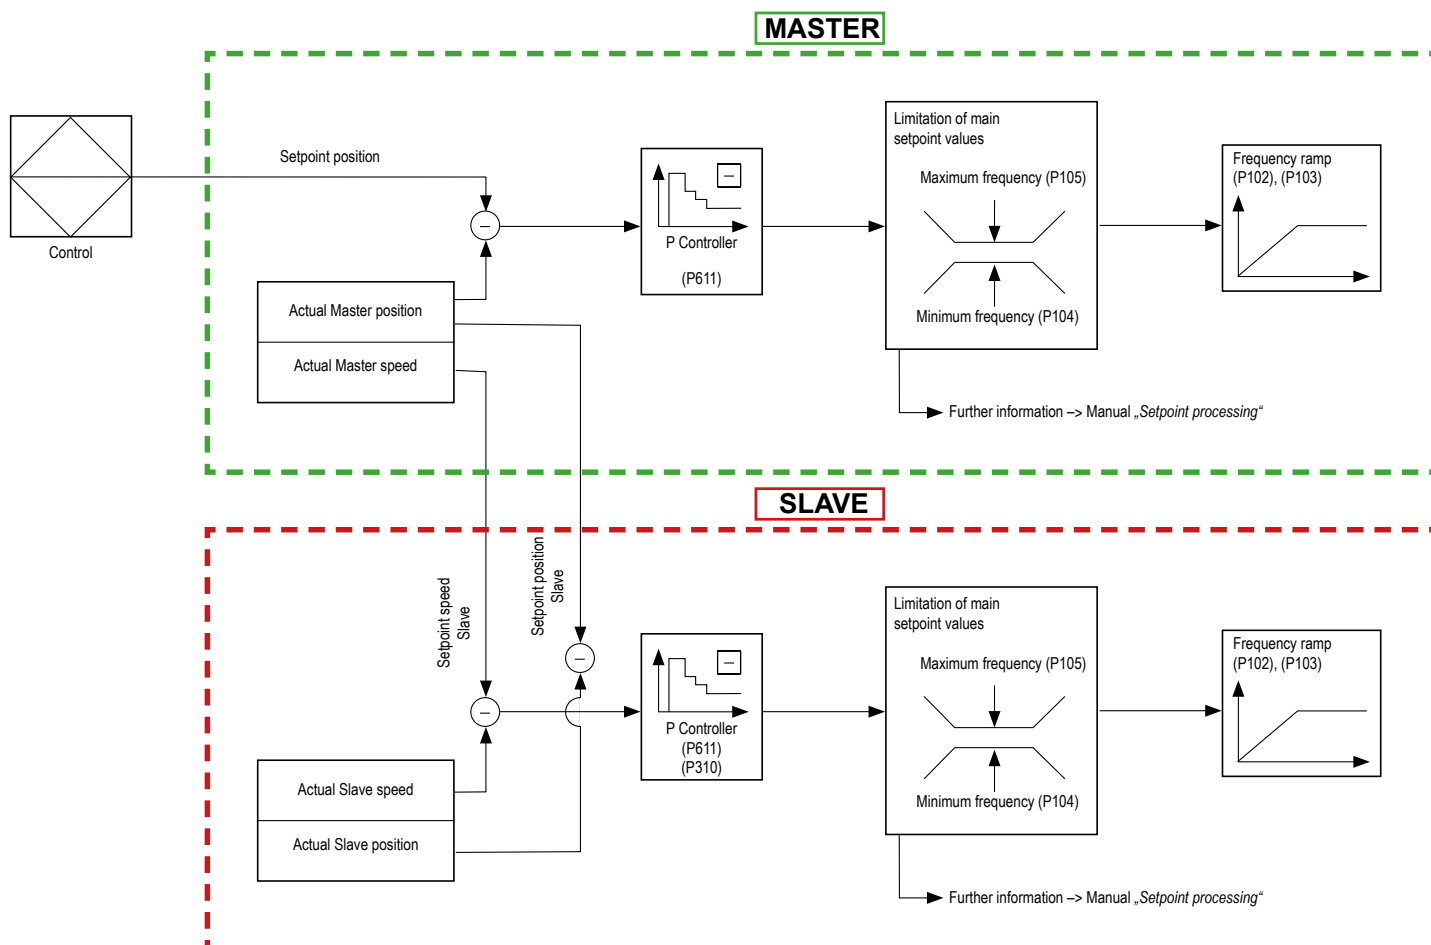 MASTER
Setpoint position
Control
Actual Master position
Actual Master speed
–
–
P Controller
(P611)
Limitation of main
setpoint values
Maximum frequency (P105)
Minimum frequency (P104)
Frequency ramp
(P102), (P103)
Further information –> Manual „Setpoint processing“
SLAVE
Setpoint speed
Slave
Setpoint position
Slave
–
–
Actual Slave speed
Actual Slave position
–
P Controller
(P611)
(P310)
Limitation of main
setpoint values
Maximum frequency (P105)
Minimum frequency (P104)
Frequency ramp
(P102), (P103)
Further information –> Manual „Setpoint processing“